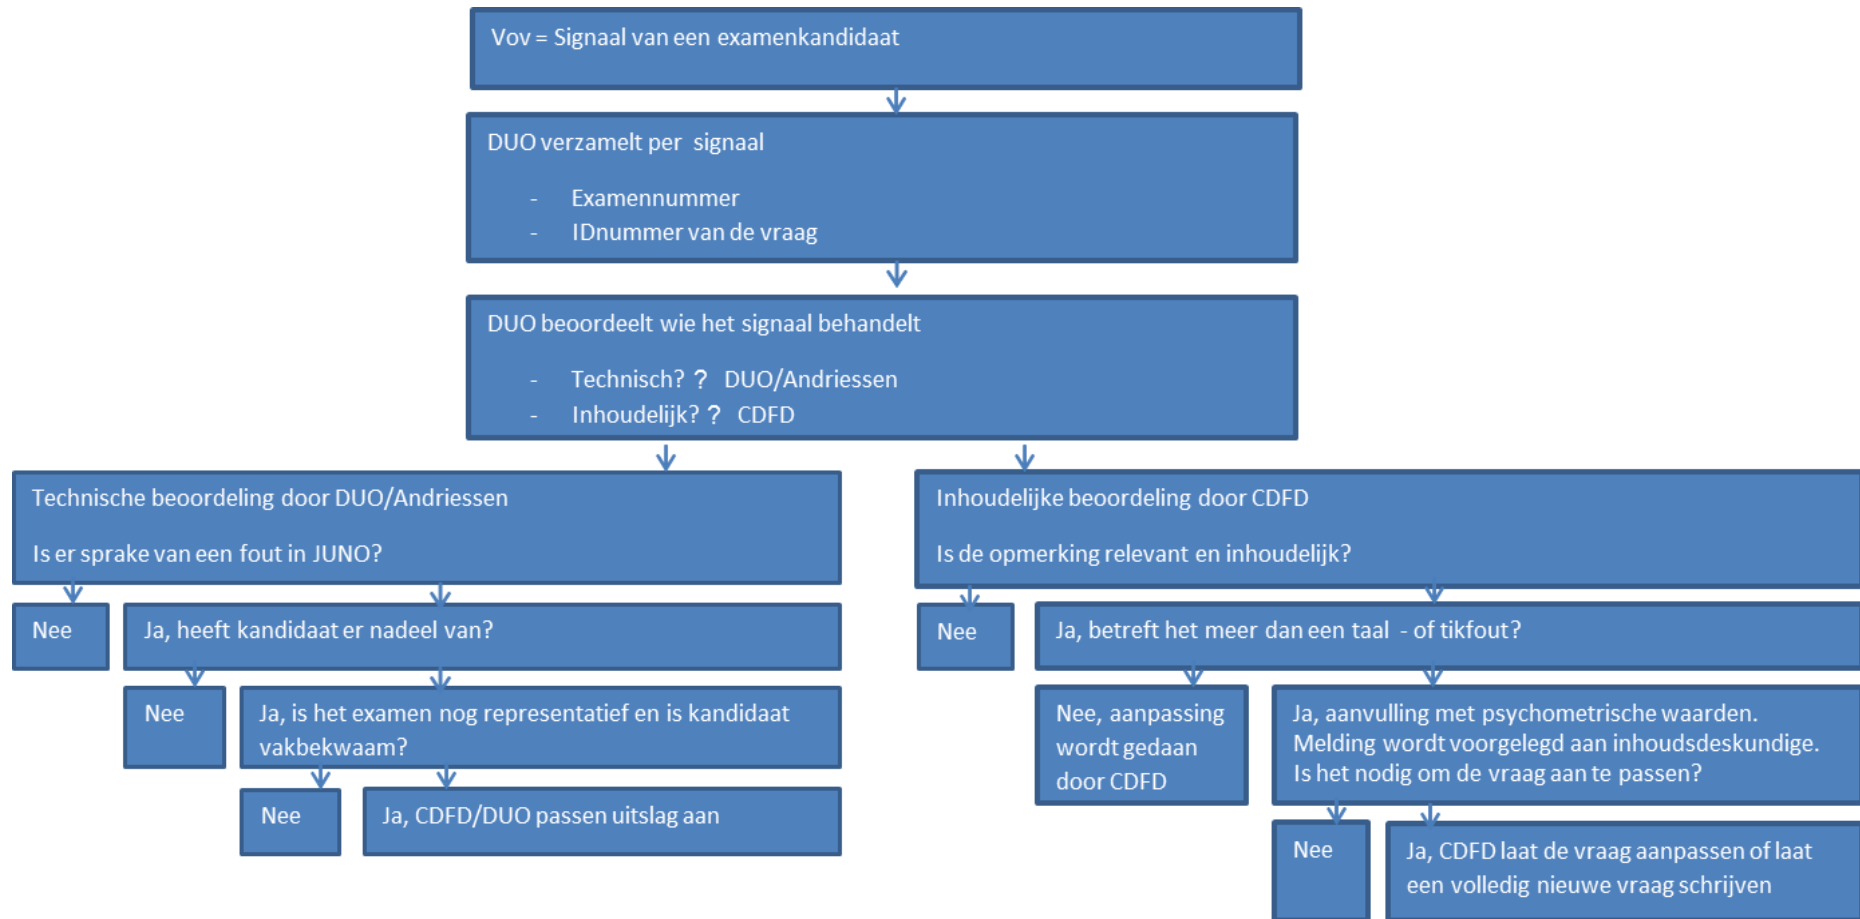 Vov = Signaal van een examenkandidaat
DUO verzamelt per signaal
- Examennummer
- IDnummer van de vraag
DUO beoordeelt wie het signaal behandelt
- Technisch? ? DUO/Andriessen
- Inhoudelijk? ? CDFD
Technische beoordeling door DUO/Andriessen
Is er sprake van een fout in JUNO?
Nee
Ja, heeft kandidaat er nadeel van?
Nee
Ja, is het examen nog representatief en is kandidaat
vakbekwaam?
Nee
Ja, CDFD/DUO passen uitslag aan
Inhoudelijke beoordeling door CDFD
Is de opmerking relevant en inhoudelijk?
Nee
Ja, betreft het meer dan een taal - of tikfout?
Nee, aanpassing
wordt gedaan
door CDFD
Ja, aanvulling met psychometrische waarden.
Melding wordt voorgelegd aan inhoudsdeskundige.
Is het nodig om de vraag aan te passen?
Nee
Ja, CDFD laat de vraag aanpassen of laat
een volledig nieuwe vraag schrijven